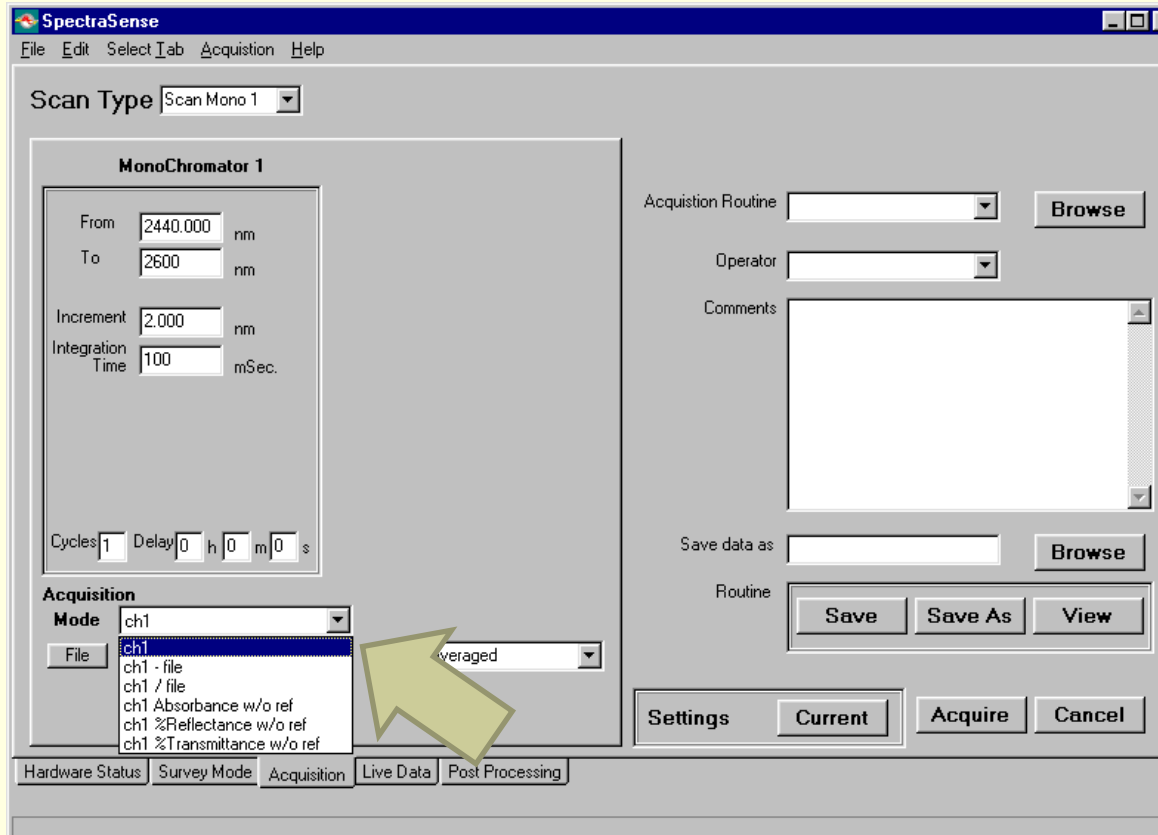 SpectraSense
File Edit Select Tab Acquistion Help
Scan Type Scan Mono 1
MonoChromator 1
From 2440.000 nm
To 2600 nm
Increment 2.000 nm
Integration Time 100 mSec.
Cycles 1 Delay 0 h 0 m 0 s
Acquisition
Mode ch1
File
ch1
ch1 - file
ch1 / file
ch1 Absorbance w/o ref
ch1 %Reflectance w/o ref
ch1 %Transmittance w/o ref
Acquistion Routine
Browse
Operator
Comments
Save data as
Browse
Routine
Save Save As View
Settings Current Acquire Cancel
Hardware Status Survey Mode Acquisition Live Data Post Processing